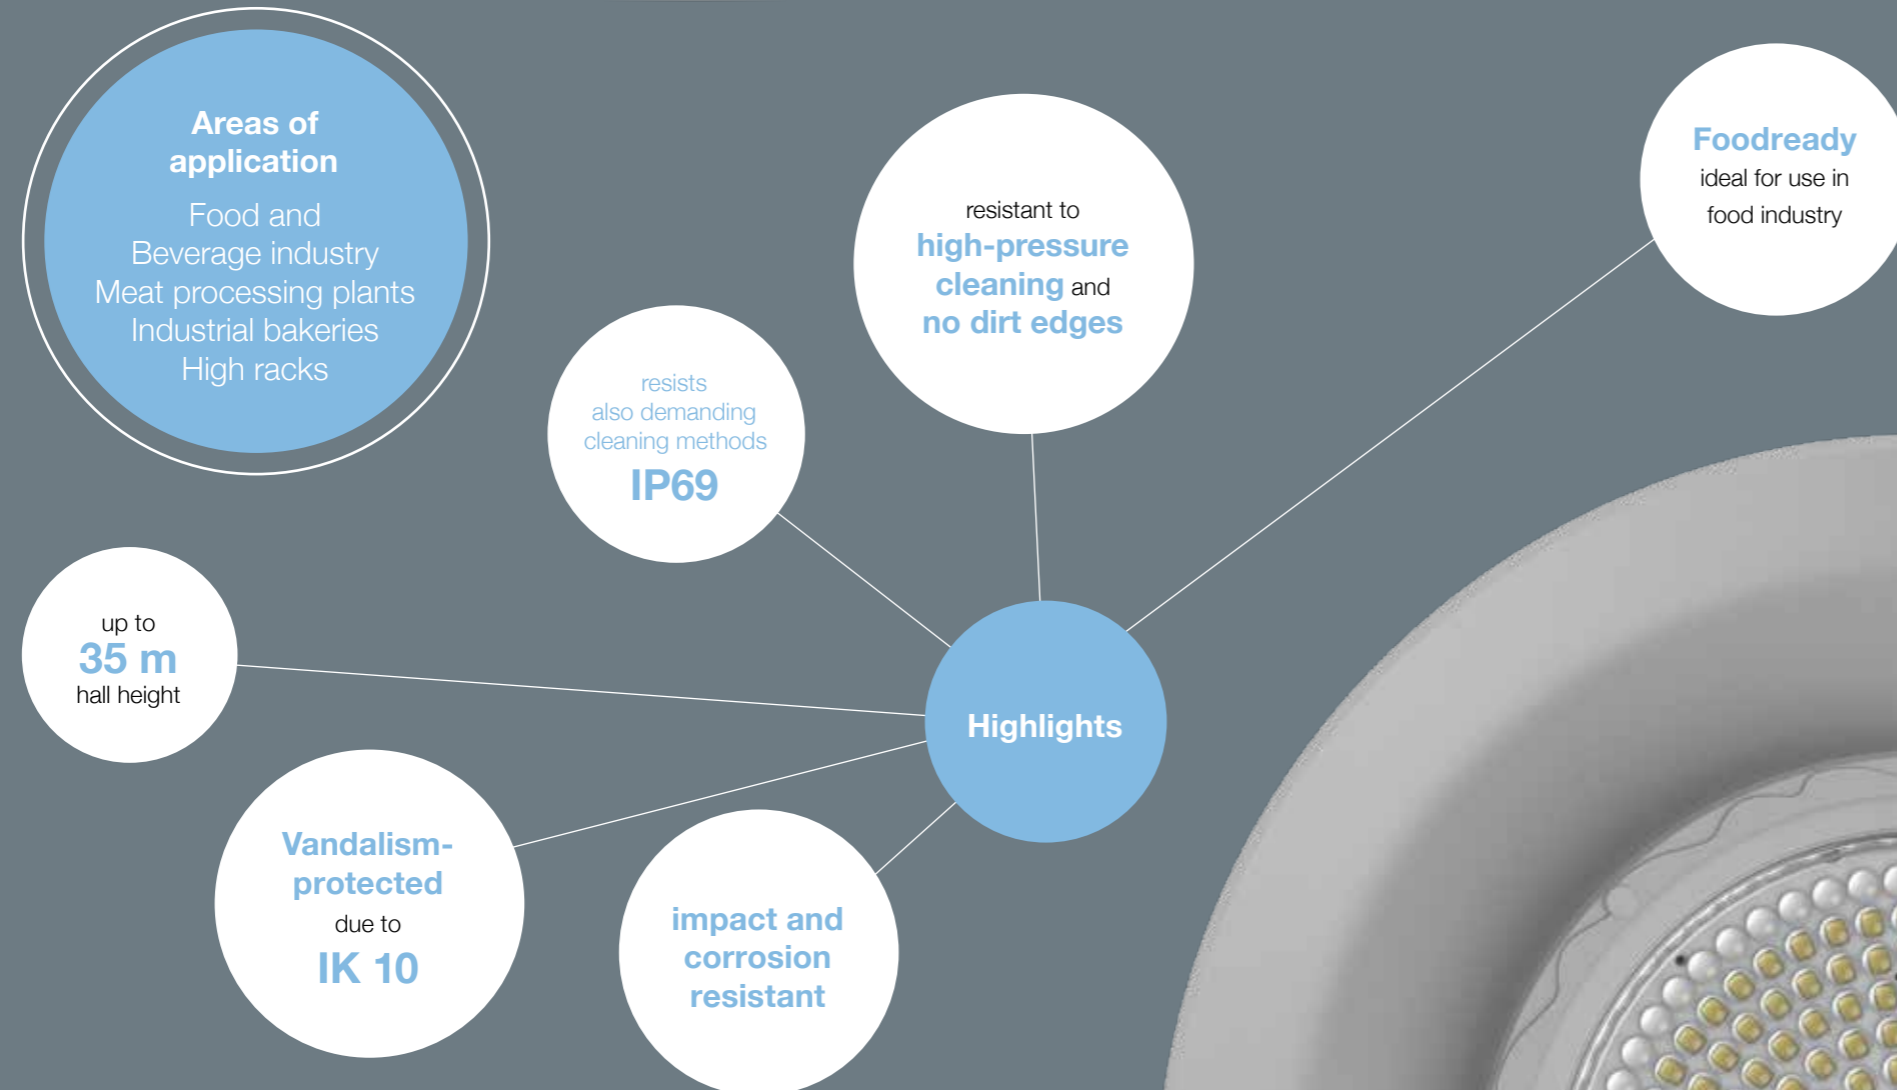 Areas of
application
Food and
Beverage industry
Meat processing plants
Industrial bakeries
High racks
resistant to
high-pressure
cleaning and
no dirt edges
Foodready
ideal for use in
food industry
resists
also demanding
cleaning methods
IP69
up to
35 m
hall height
Highlights
Vandalism-
protected
due to
IK 10
impact and
corrosion
resistant